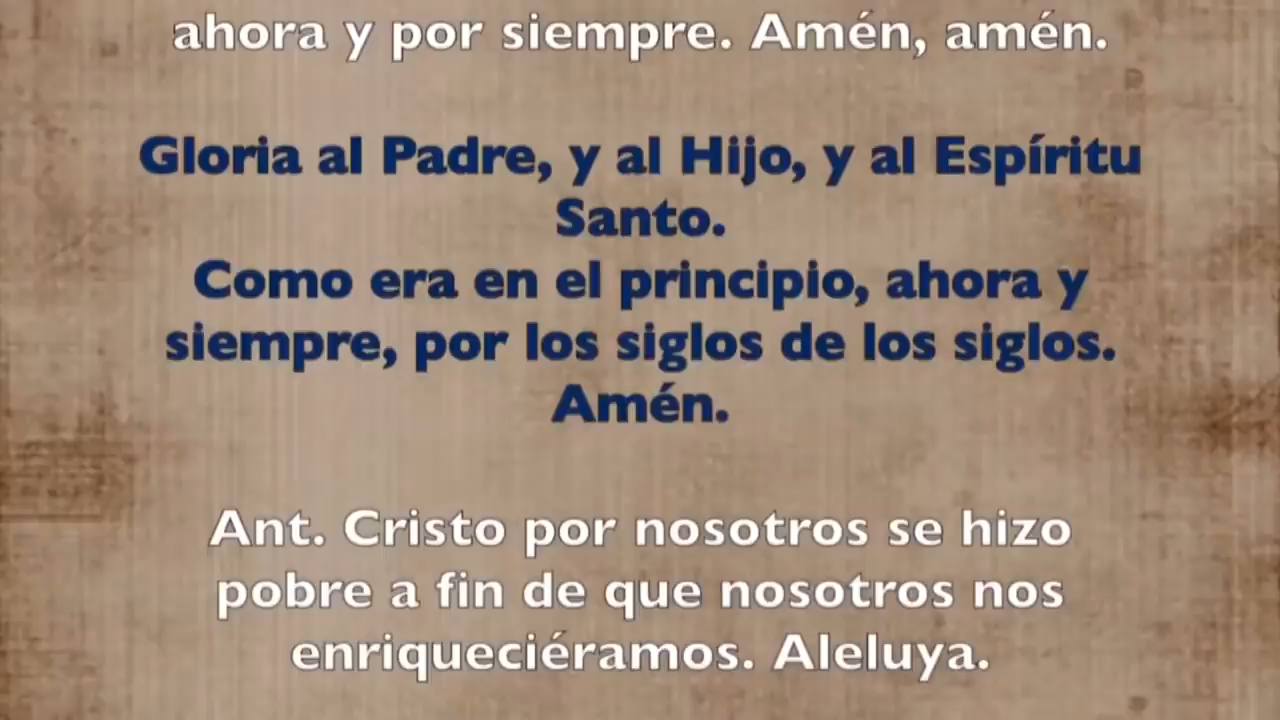 ahora y por siempre. Amén, amén.
Gloria al Padre, y al Hijo, y al Espíritu
Santo.
Como era en el principio, ahora y
siempre, por los siglos de los siglos.
Amén.
Ant. Cristo por nosotros se hizo
pobre a fin de que nosotros nos
enriqueciéramos. Aleluya.